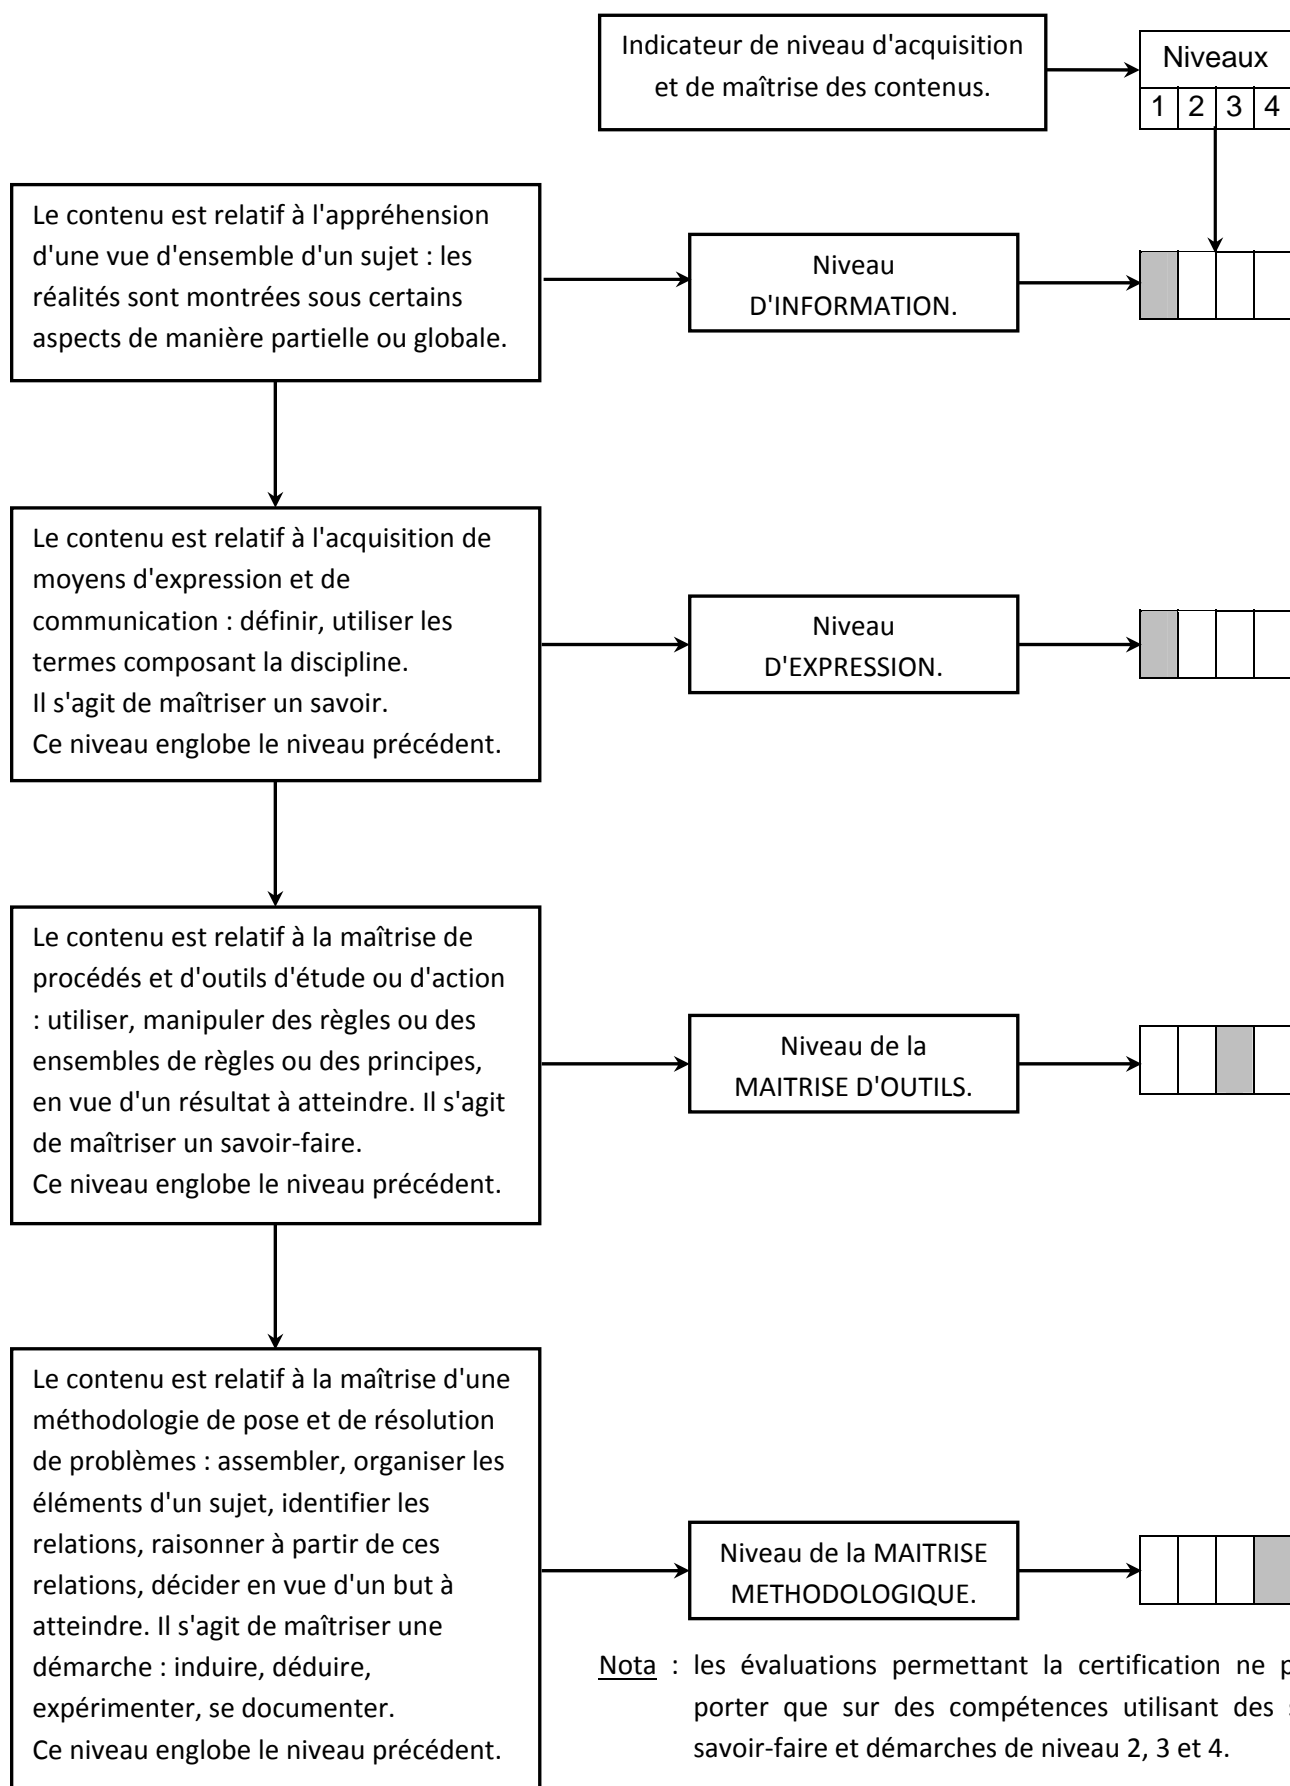 Indicateur de niveau d'acquisition
et de maîtrise des contenus.
Niveaux
1 2 3 4
Le contenu est relatif à l'appréhension
d'une vue d'ensemble d'un sujet : les
réalités sont montrées sous certains
aspects de manière partielle ou globale.
Niveau
D'INFORMATION.
Le contenu est relatif à l'acquisition de
moyens d'expression et de
communication : définir, utiliser les
termes composant la discipline.
Il s'agit de maîtriser un savoir.
Ce niveau englobe le niveau précédent.
Niveau
D'EXPRESSION.
Le contenu est relatif à la maîtrise de
procédés et d'outils d'étude ou d'action
: utiliser, manipuler des règles ou des
ensembles de règles ou des principes,
en vue d'un résultat à atteindre. Il s'agit
de maîtriser un savoir-faire.
Ce niveau englobe le niveau précédent.
Niveau de la
MAITRISE D'OUTILS.
Le contenu est relatif à la maîtrise d'une
méthodologie de pose et de résolution
de problèmes : assembler, organiser les
éléments d'un sujet, identifier les
relations, raisonner à partir de ces
relations, décider en vue d'un but à
atteindre. Il s'agit de maîtriser une
démarche : induire, déduire,
expérimenter, se documenter.
Ce niveau englobe le niveau précédent.
Niveau de la MAITRISE
METHODOLOGIQUE.
Nota : les évaluations permettant la certification ne
porter que sur des compétences utilisant des
savoir-faire et démarches de niveau 2, 3 et 4.